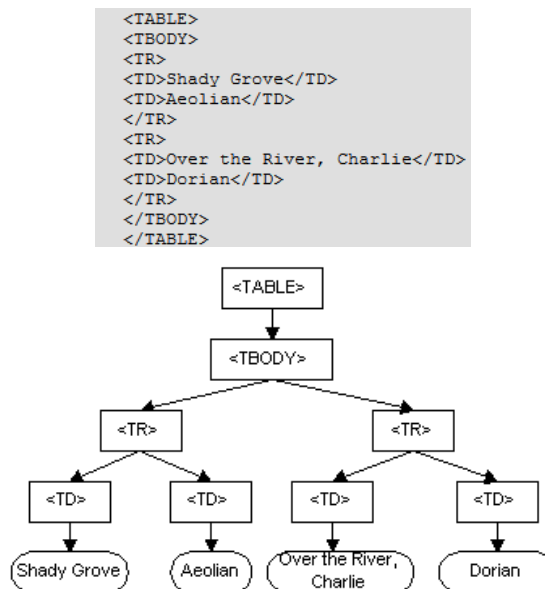 <TABLE>
<TBODY>
<TR>
<TD>Shady Grove</TD>
<TD>Aeolian</TD>
</TR>
<TR>
<TD>Over the River, Charlie</TD>
<TD>Dorian</TD>
</TR>
</TBODY>
</TABLE>
<TABLE>
<TBODY>
<TR> <TR>
<TD> <TD> <TD> <TD>
Shady Grove Aeolian Over the River, Dorian
Charlie